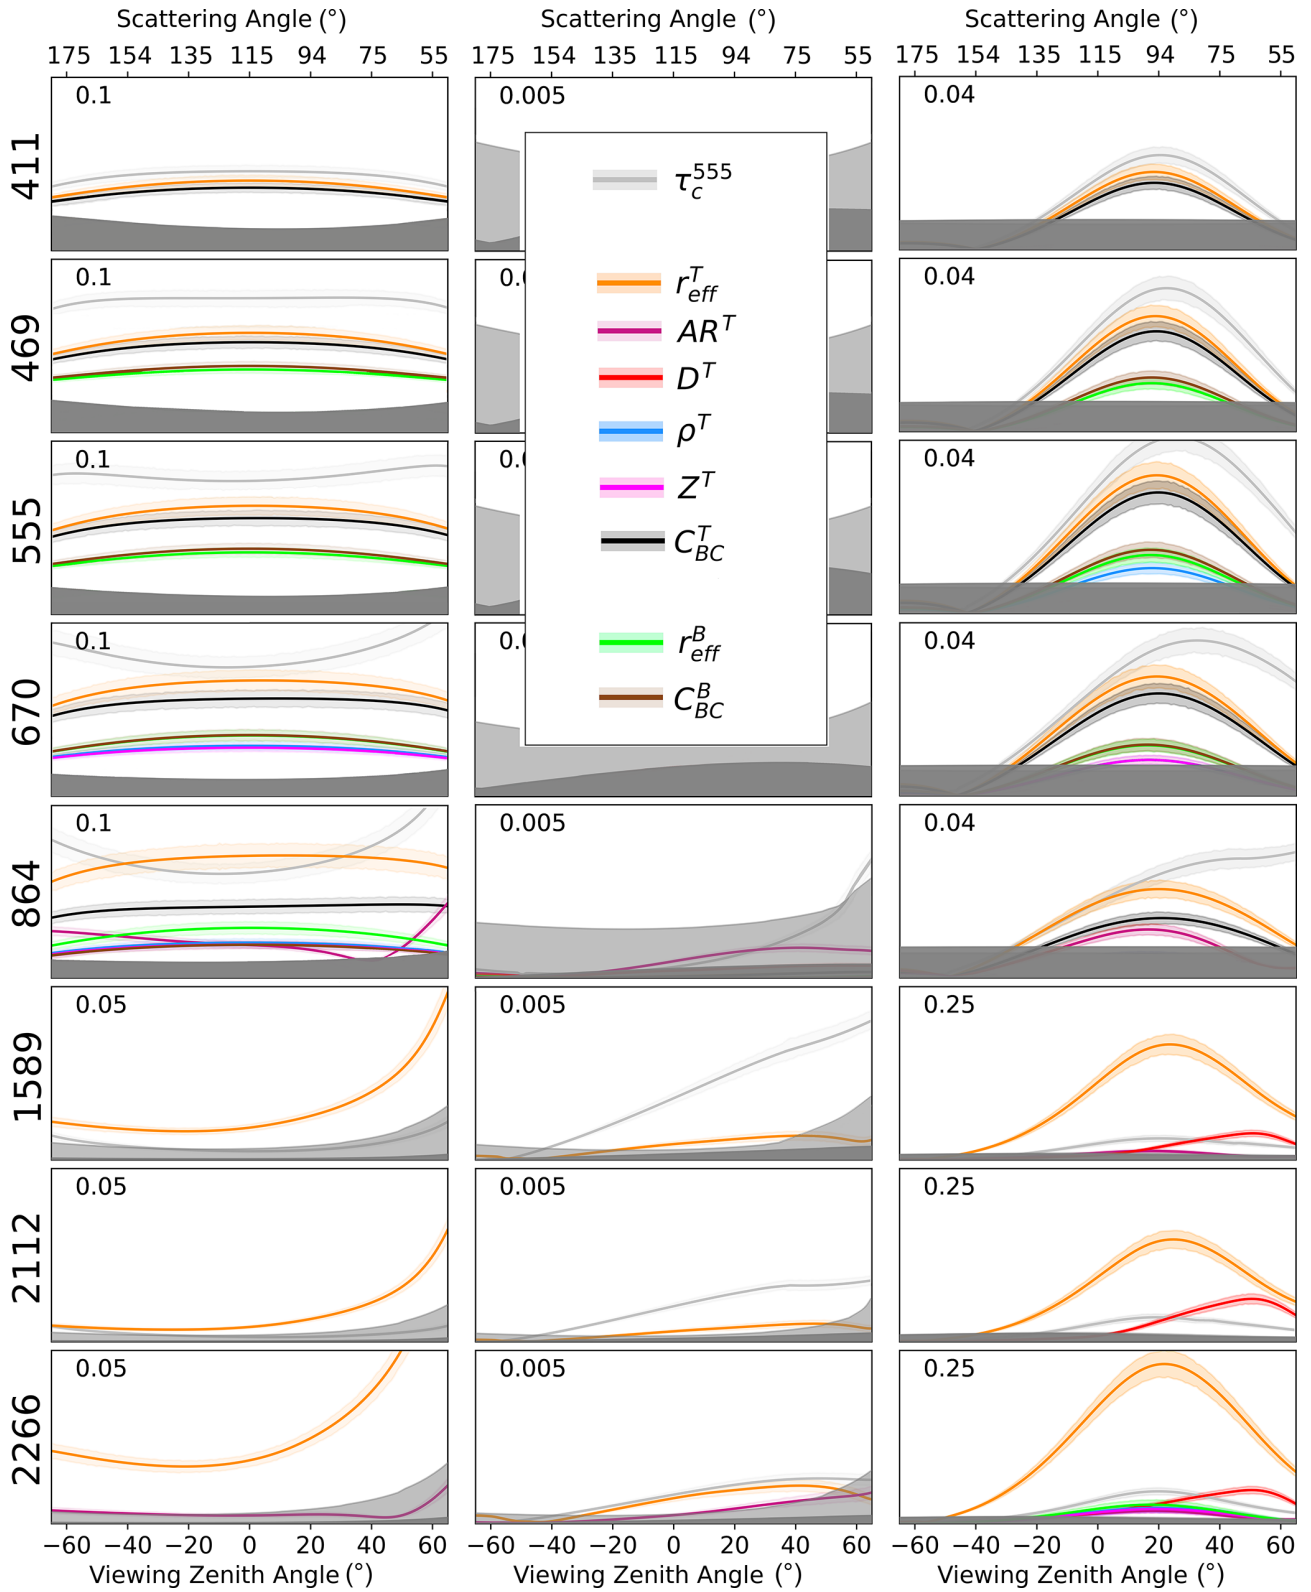 Scattering Angle (°) Scattering Angle (°) Scattering Angle (°)
175 154 135 115 94 75 55 175 154 135 115 94 75 55 175 154 135 115 94 75 55
411 0.1 0.005 0.04
τ_c^555
469 0.1 0.04
r_eff^T
AR^T
D^T
ρ^T
555 0.1 0.04
Z^T
C_BC^T
670 0.1 0.04
r_eff^B
C_BC^B
864 0.1 0.005 0.04
1589 0.05 0.005 0.25
2112 0.05 0.005 0.25
2266 0.05 0.005 0.25
−60 −40 −20 0 20 40 60 −60 −40 −20 0 20 40 60 −60 −40 −20 0 20 40 60
Viewing Zenith Angle (°) Viewing Zenith Angle (°) Viewing Zenith Angle (°)